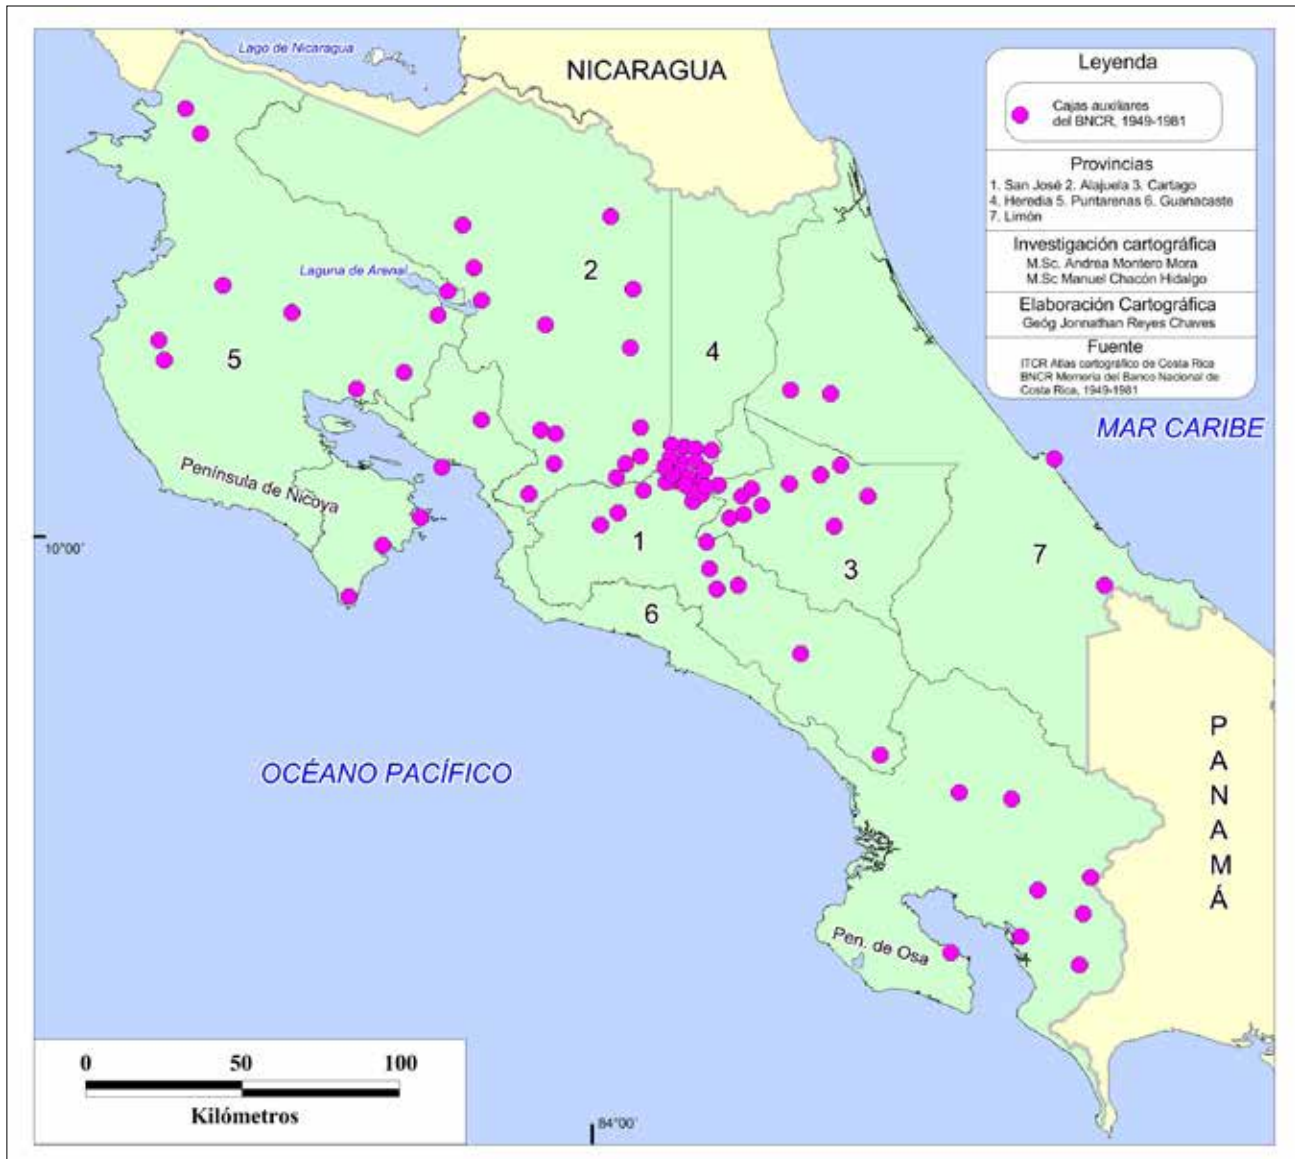 Lago de Nicaragua
NICARAGUA
Leyenda
Cajas auxiliares
del BNCR, 1949-1981
Provincias
1. San José 2. Alajuela 3. Cartago
4. Heredia 5. Puntarenas 6. Guanacaste
7. Limón
Investigación cartográfica
M.Sc. Andrea Montero Mora
M.Sc Manuel Chacón Hidalgo
Elaboración Cartográfica
Geóg Jonnathan Reyes Chaves
Fuente
ITCR Atlas cartográfico de Costa Rica
BNCR Memoria del Banco Nacional de
Costa Rica, 1949-1981
Laguna de Arenal
2
5
4
MAR CARIBE
Península de Nicoya
10°00'
1
3
7
6
OCÉANO PACÍFICO
PANAMÁ
Pen. de Osa
0 50 100
Kilómetros
84°00'